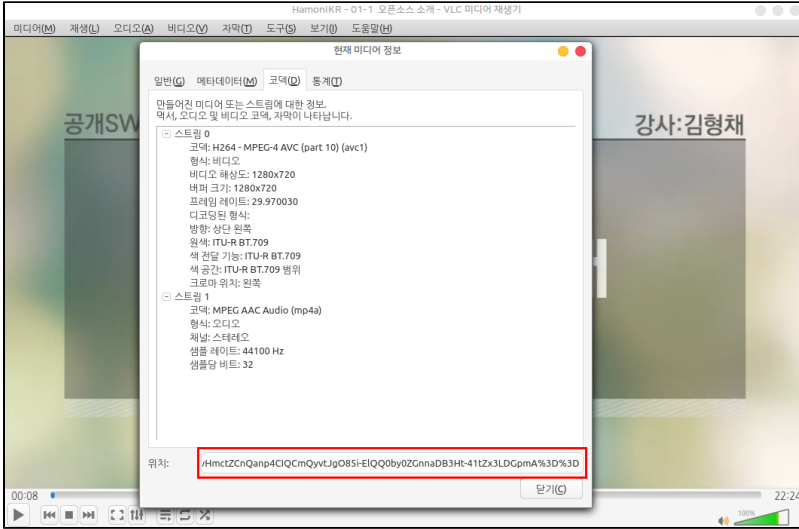 HamoniKR - 01-1 오픈소스 소개 - VLC 미디어 재생기
미디어(M) 재생(L) 오디오(A) 비디오(V) 자막(T) 도구(S) 보기(I) 도움말(H)
현재 미디어 정보
일반(G) 메타데이터(M) 코덱(D) 통계(T)
만들어진 미디어 또는 스트림에 대한 정보.
먹서, 오디오 및 비디오 코덱, 자막이 나타납니다.
공개SW
강사:김형채
스트림 0
코덱: H264 - MPEG-4 AVC (part 10) (avc1)
형식: 비디오
비디오 해상도: 1280x720
버퍼 크기: 1280x720
프레임 레이트: 29.970030
디코딩된 형식:
방향: 상단 왼쪽
원색: ITU-R BT.709
색 전달 기능: ITU-R BT.709
색 공간: ITU-R BT.709 범위
크로마 위치: 왼쪽
스트림 1
코덱: MPEG AAC Audio (mp4a)
형식: 오디오
채널: 스테레오
샘플 레이트: 44100 Hz
샘플당 비트: 32
위치: /HmctZCnQanp4CIQCmQyvtJgO85i-ElQQ0by0ZGnnaDB3Ht-41tZx3LDGpmA%3D%3D
닫기(C)
00:08 22:24
100%